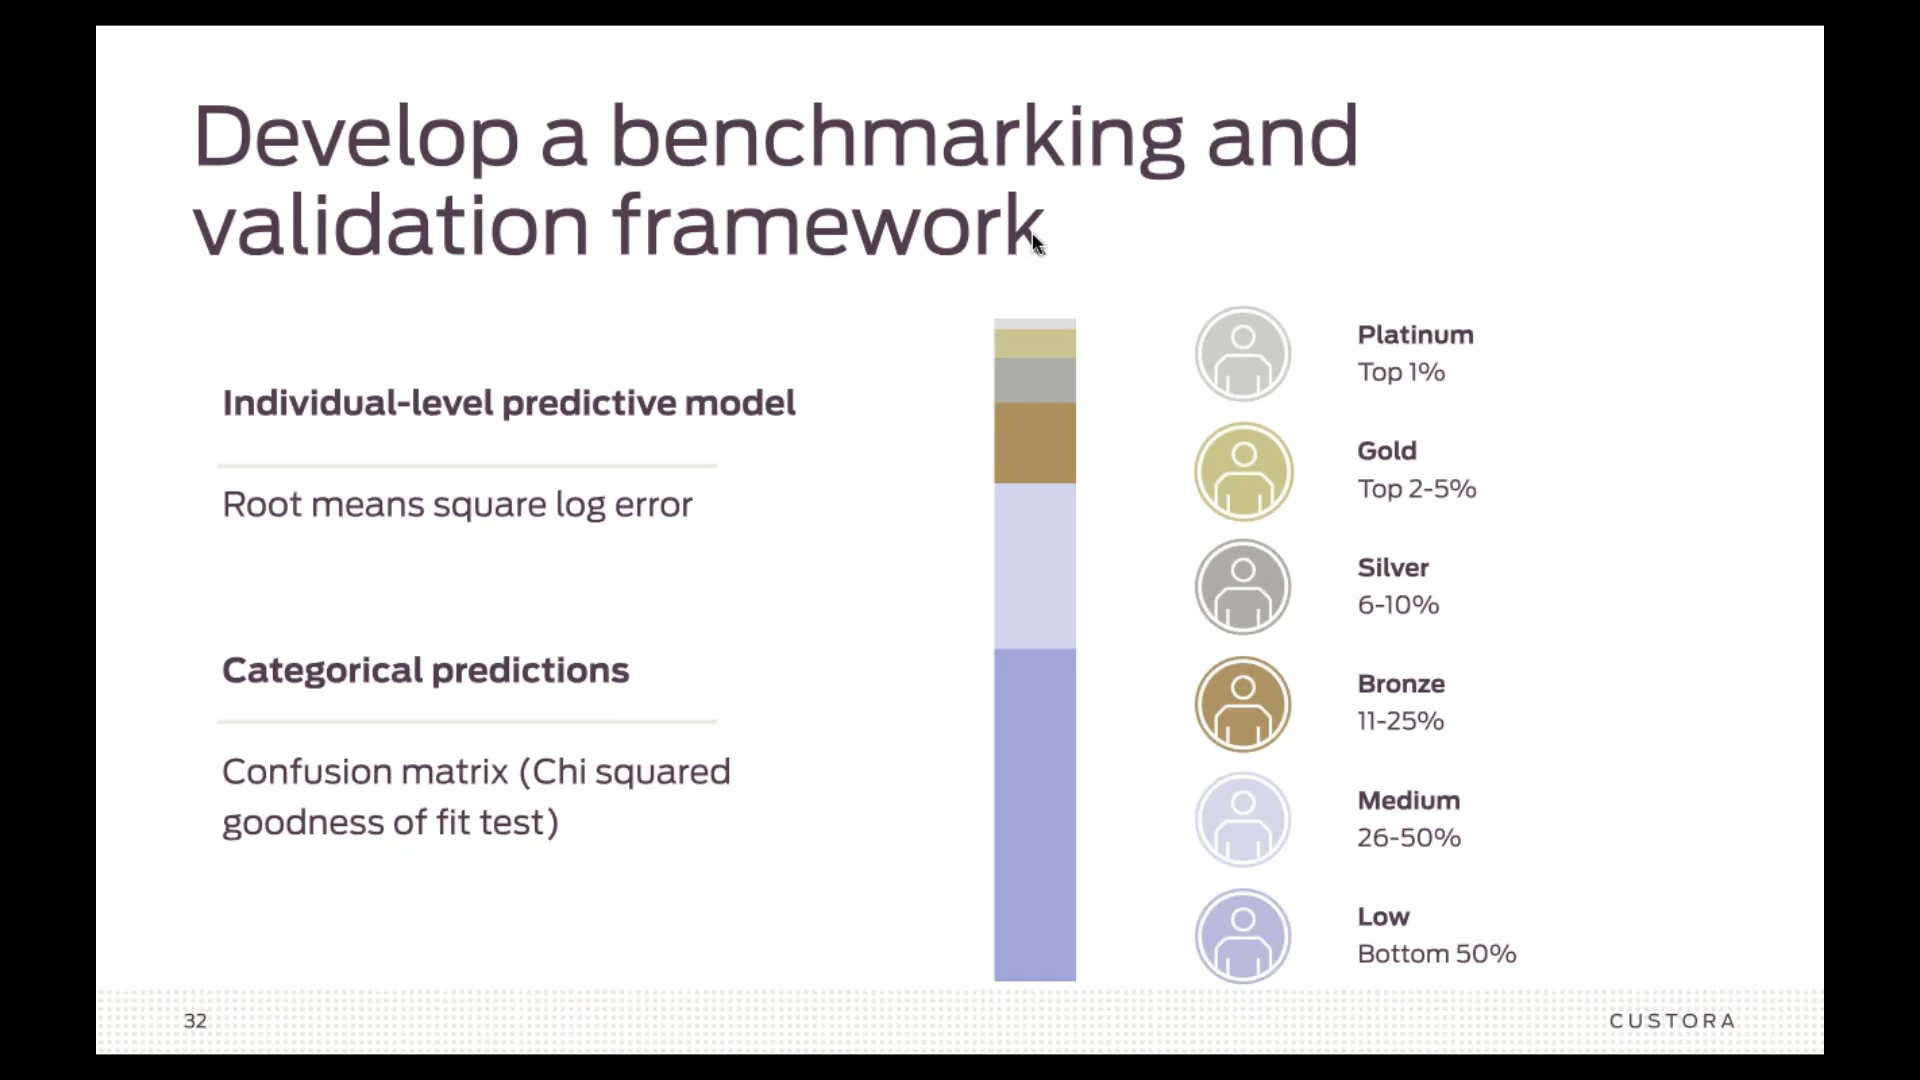 Develop a benchmarking and
validation framework
Individual-level predictive model
Root means square log error
Categorical predictions
Confusion matrix (Chi squared
goodness of fit test)
Platinum
Top 1%
Gold
Top 2-5%
Silver
6-10%
Bronze
11-25%
Medium
26-50%
Low
Bottom 50%
32
CUSTORA